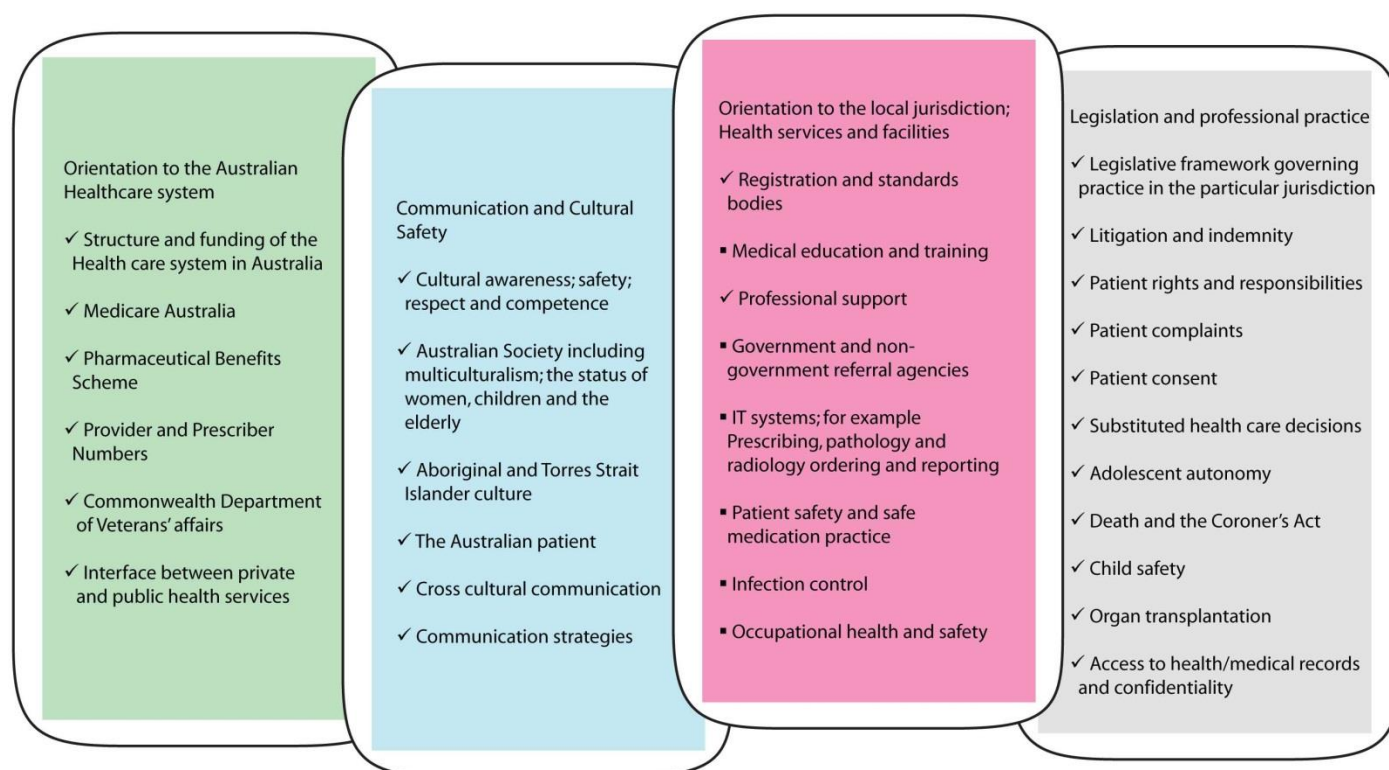 Orientation to the Australian
Healthcare system
✓ Structure and funding of the
Health care system in Australia
✓ Medicare Australia
✓ Pharmaceutical Benefits
Scheme
✓ Provider and Prescriber
Numbers
✓ Commonwealth Department
of Veterans’ affairs
✓ Interface between private
and public health services
Communication and Cultural
Safety
✓ Cultural awareness; safety;
respect and competence
✓ Australian Society including
multiculturalism; the status of
women, children and the
elderly
✓ Aboriginal and Torres Strait
Islander culture
✓ The Australian patient
✓ Cross cultural communication
✓ Communication strategies
Orientation to the local jurisdiction;
Health services and facilities
✓ Registration and standards
bodies
▪ Medical education and training
✓ Professional support
▪ Government and non-
government referral agencies
▪ IT systems; for example
Prescribing, pathology and
radiology ordering and reporting
▪ Patient safety and safe
medication practice
▪ Infection control
▪ Occupational health and safety
Legislation and professional practice
✓ Legislative framework governing
practice in the particular jurisdiction
✓ Litigation and indemnity
✓ Patient rights and responsibilities
✓ Patient complaints
✓ Patient consent
✓ Substituted health care decisions
✓ Adolescent autonomy
✓ Death and the Coroner’s Act
✓ Child safety
✓ Organ transplantation
✓ Access to health/medical records
and confidentiality